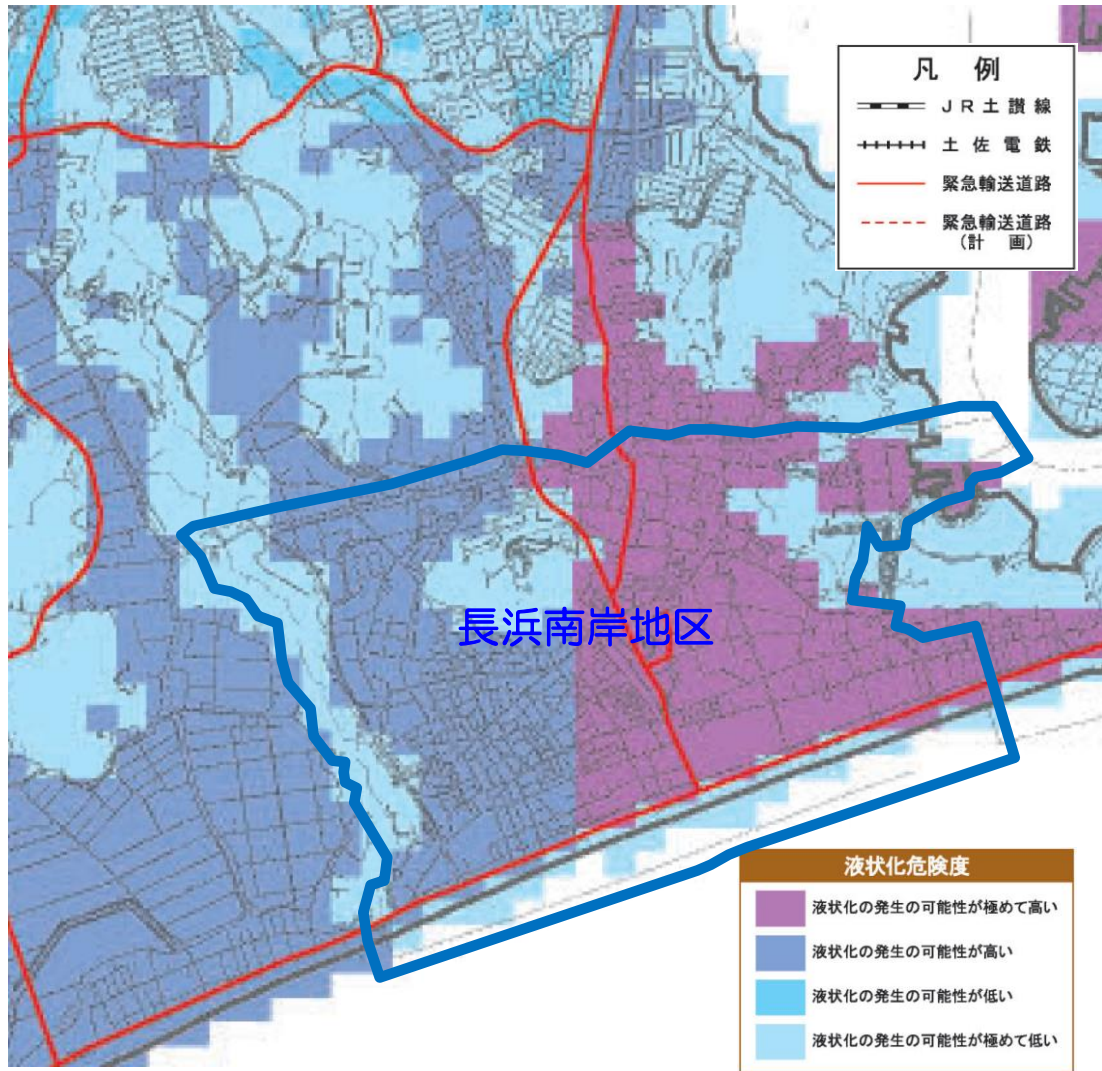 凡例
JR土讃線
土佐電鉄
緊急輸送道路
緊急輸送道路
(計画)
長浜南岸地区
液状化危険度
液状化の発生の可能性が極めて高い
液状化の発生の可能性が高い
液状化の発生の可能性が低い
液状化の発生の可能性が極めて低い